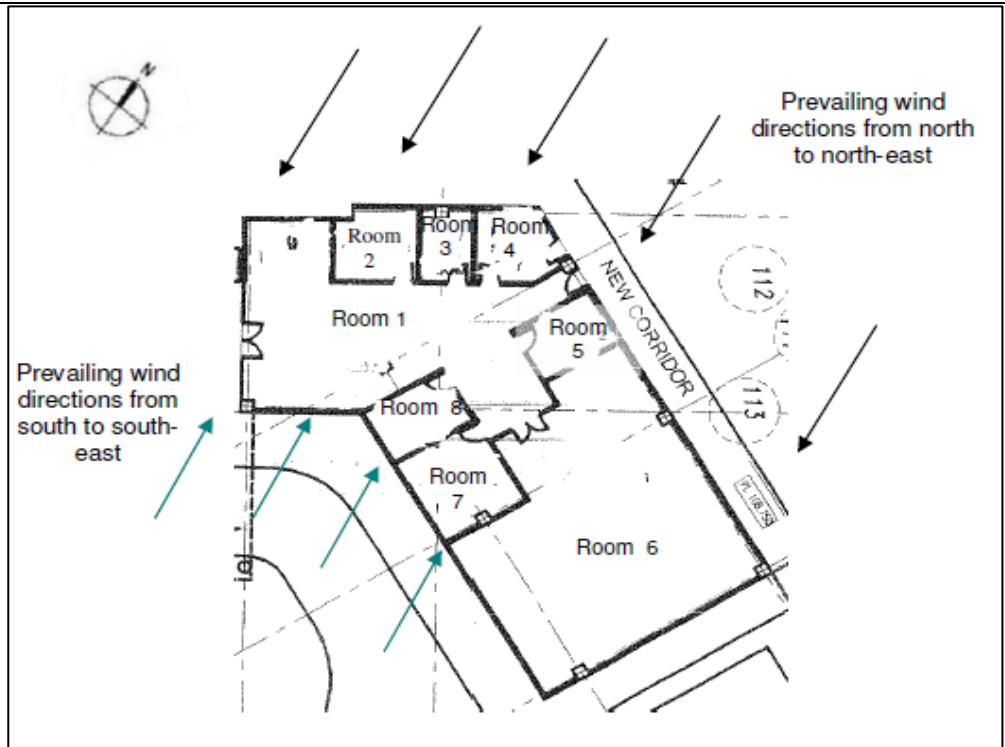 N
Prevailing wind
directions from north
to north-east
Room
2
Room
3
Room
4
Room 1
Room
5
NEW CORRIDOR
112
113
Prevailing wind
directions from
south to south-
east
Room 8
Room
7
Room 6